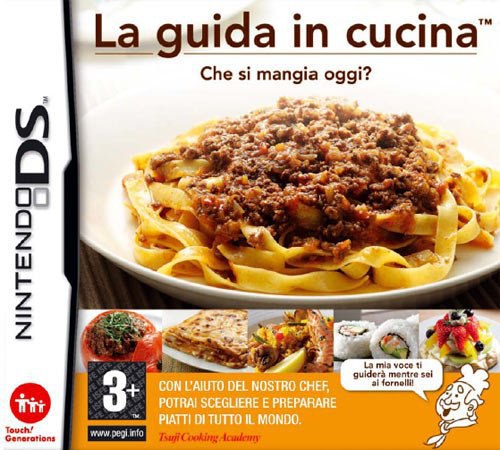 La guida in cucina™
Che si mangia oggi?
NINTENDO DS™
La mia voce ti
guiderà mentre sei
ai fornelli!
3+
www.pegi.info
CON L'AIUTO DEL NOSTRO CHEF,
POTRAI SCEGLIERE E PREPARARE
PIATTI DI TUTTO IL MONDO.
Tsuji Cooking Academy
Touch!
Generations